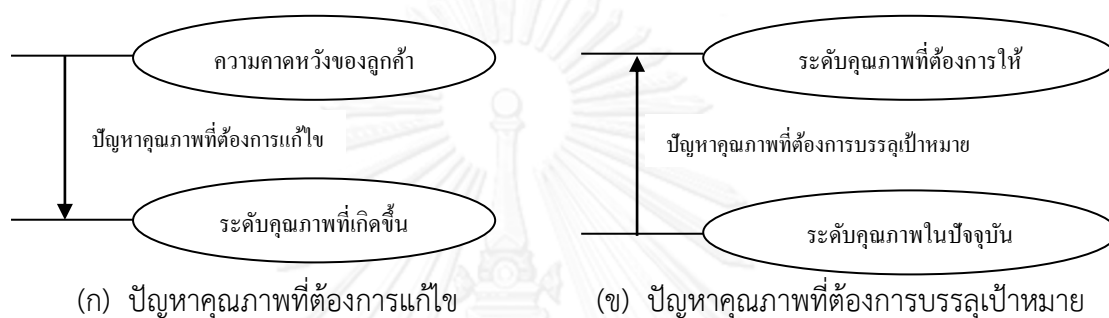 ความคาดหวังของลูกค้า
ปัญหาคุณภาพที่ต้องการแก้ไข
ระดับคุณภาพที่เกิดขึ้น
(ก) ปัญหาคุณภาพที่ต้องการแก้ไข
ระดับคุณภาพที่ต้องการให้
ปัญหาคุณภาพที่ต้องการบรรลุเป้าหมาย
ระดับคุณภาพในปัจจุบัน
(ข) ปัญหาคุณภาพที่ต้องการบรรลุเป้าหมาย